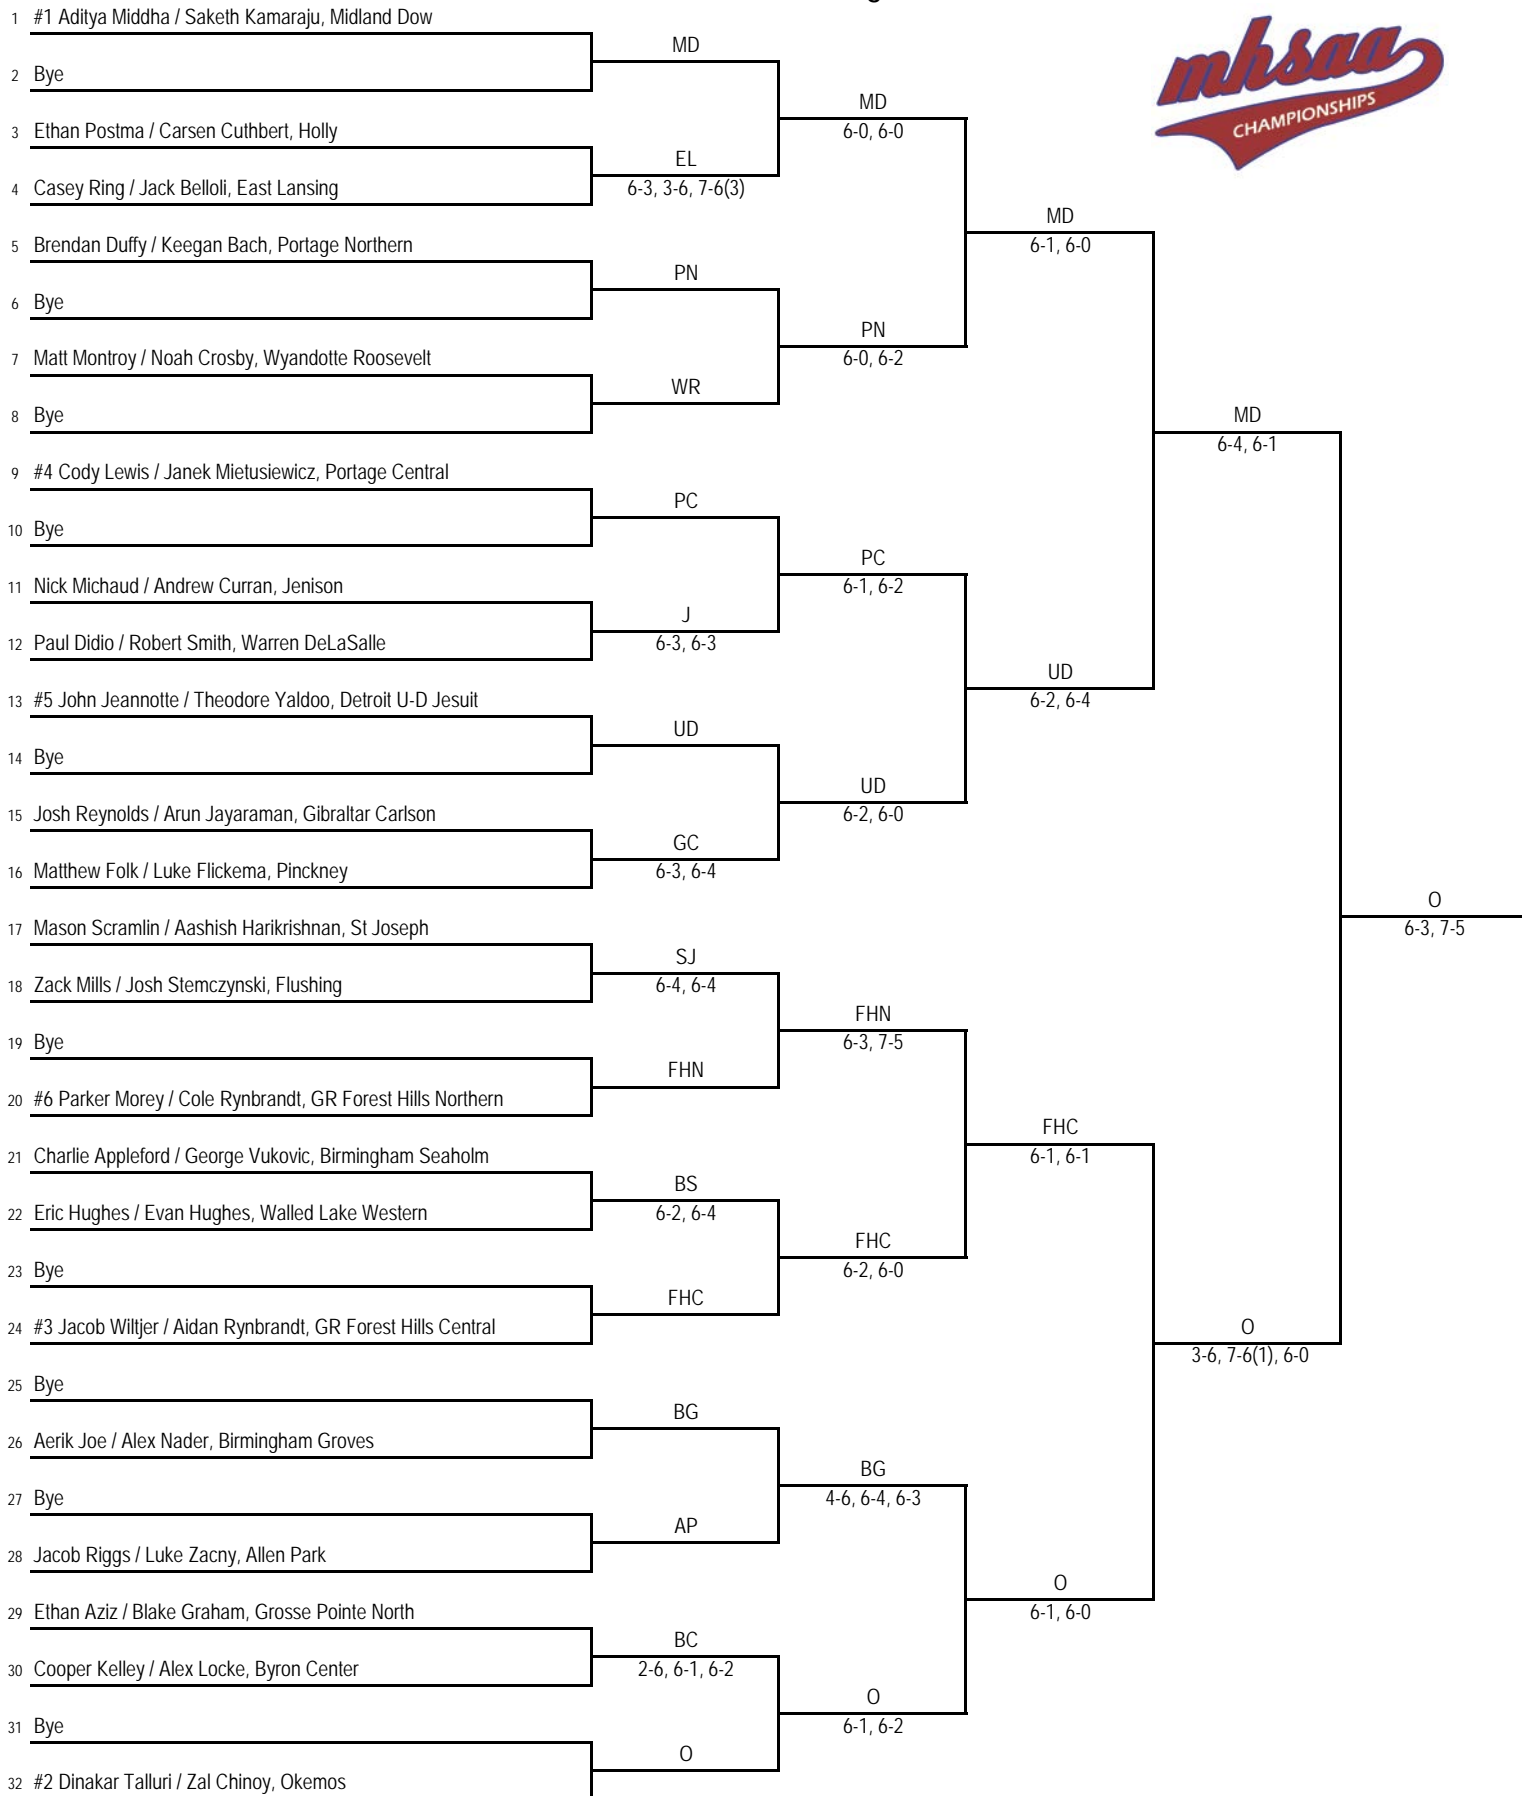 1 #1 Aditya Middha / Saketh Kamaraju, Midland Dow
MD
2 Bye
MD
6-0, 6-0
3 Ethan Postma / Carsen Cuthbert, Holly
EL
6-3, 3-6, 7-6(3)
4 Casey Ring / Jack Belloli, East Lansing
MD
6-1, 6-0
5 Brendan Duffy / Keegan Bach, Portage Northern
PN
6 Bye
PN
6-0, 6-2
7 Matt Montroy / Noah Crosby, Wyandotte Roosevelt
WR
8 Bye
MD
6-4, 6-1
9 #4 Cody Lewis / Janek Mietusiewicz, Portage Central
PC
10 Bye
PC
6-1, 6-2
11 Nick Michaud / Andrew Curran, Jenison
J
6-3, 6-3
12 Paul Didio / Robert Smith, Warren DeLaSalle
UD
6-2, 6-4
13 #5 John Jeannotte / Theodore Yaldoo, Detroit U-D Jesuit
UD
14 Bye
UD
6-2, 6-0
15 Josh Reynolds / Arun Jayaraman, Gibraltar Carlson
GC
6-3, 6-4
16 Matthew Folk / Luke Flickema, Pinckney
O
6-3, 7-5
17 Mason Scramlin / Aashish Harikrishnan, St Joseph
SJ
6-4, 6-4
18 Zack Mills / Josh Stemczynski, Flushing
FHN
6-3, 7-5
19 Bye
FHN
20 #6 Parker Morey / Cole Rynbrandt, GR Forest Hills Northern
FHC
6-1, 6-1
21 Charlie Appleford / George Vukovic, Birmingham Seaholm
BS
6-2, 6-4
22 Eric Hughes / Evan Hughes, Walled Lake Western
FHC
6-2, 6-0
23 Bye
FHC
24 #3 Jacob Wiltjer / Aidan Rynbrandt, GR Forest Hills Central
O
3-6, 7-6(1), 6-0
25 Bye
BG
26 Aerik Joe / Alex Nader, Birmingham Groves
BG
4-6, 6-4, 6-3
27 Bye
AP
28 Jacob Riggs / Luke Zacny, Allen Park
O
6-1, 6-0
29 Ethan Aziz / Blake Graham, Grosse Pointe North
BC
2-6, 6-1, 6-2
30 Cooper Kelley / Alex Locke, Byron Center
O
6-1, 6-2
31 Bye
O
32 #2 Dinakar Talluri / Zal Chinoy, Okemos
mhsaa
CHAMPIONSHIPS